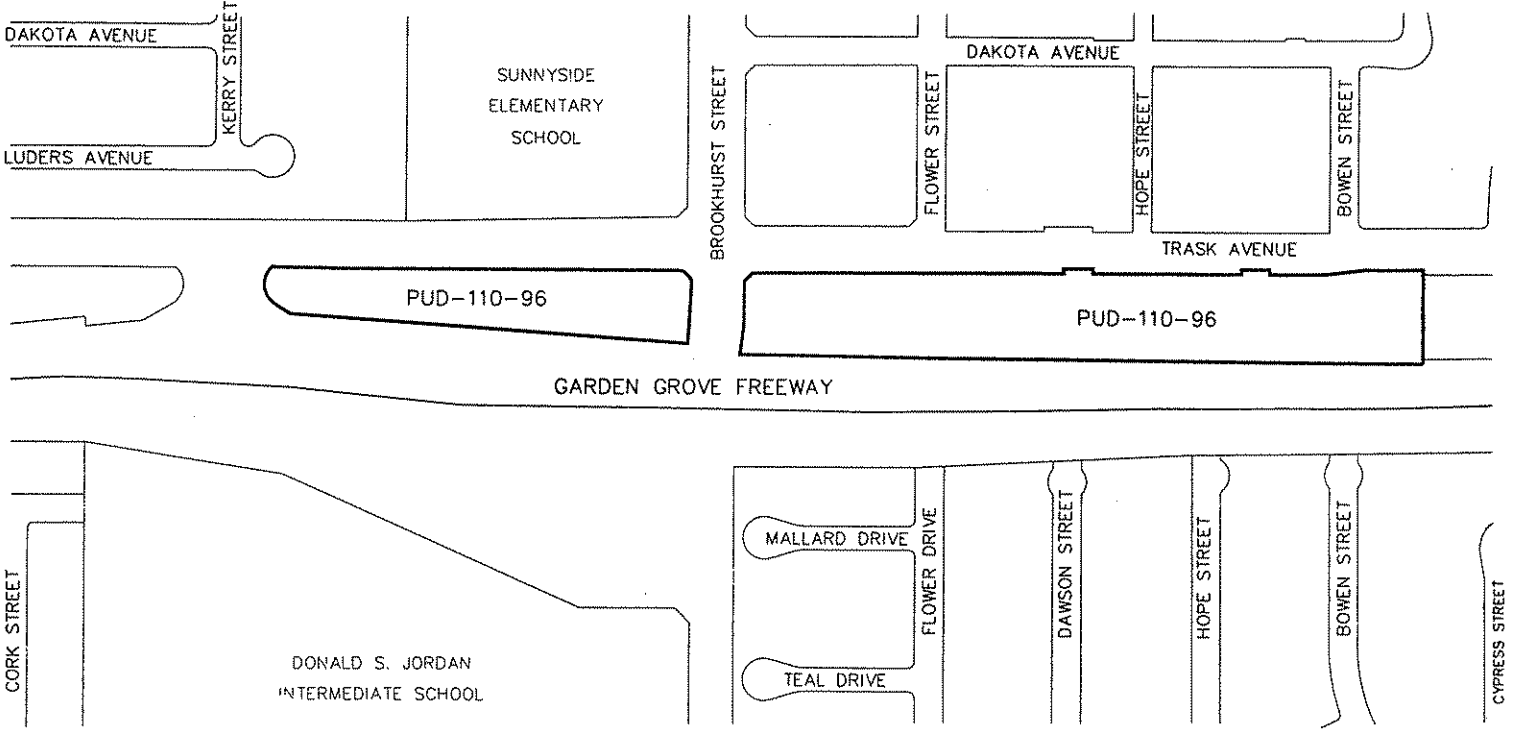 DAKOTA AVENUE
KERRY STREET
LUDERS AVENUE
SUNNYSIDE
ELEMENTARY
SCHOOL
BROOKHURST STREET
FLOWER STREET
DAKOTA AVENUE
HOPE STREET
BOWEN STREET
TRASK AVENUE
PUD-110-96
PUD-110-96
GARDEN GROVE FREEWAY
CORK STREET
DONALD S. JORDAN
INTERMEDIATE SCHOOL
MALLARD DRIVE
TEAL DRIVE
FLOWER DRIVE
DAWSON STREET
HOPE STREET
BOWEN STREET
CYPRESS STREET